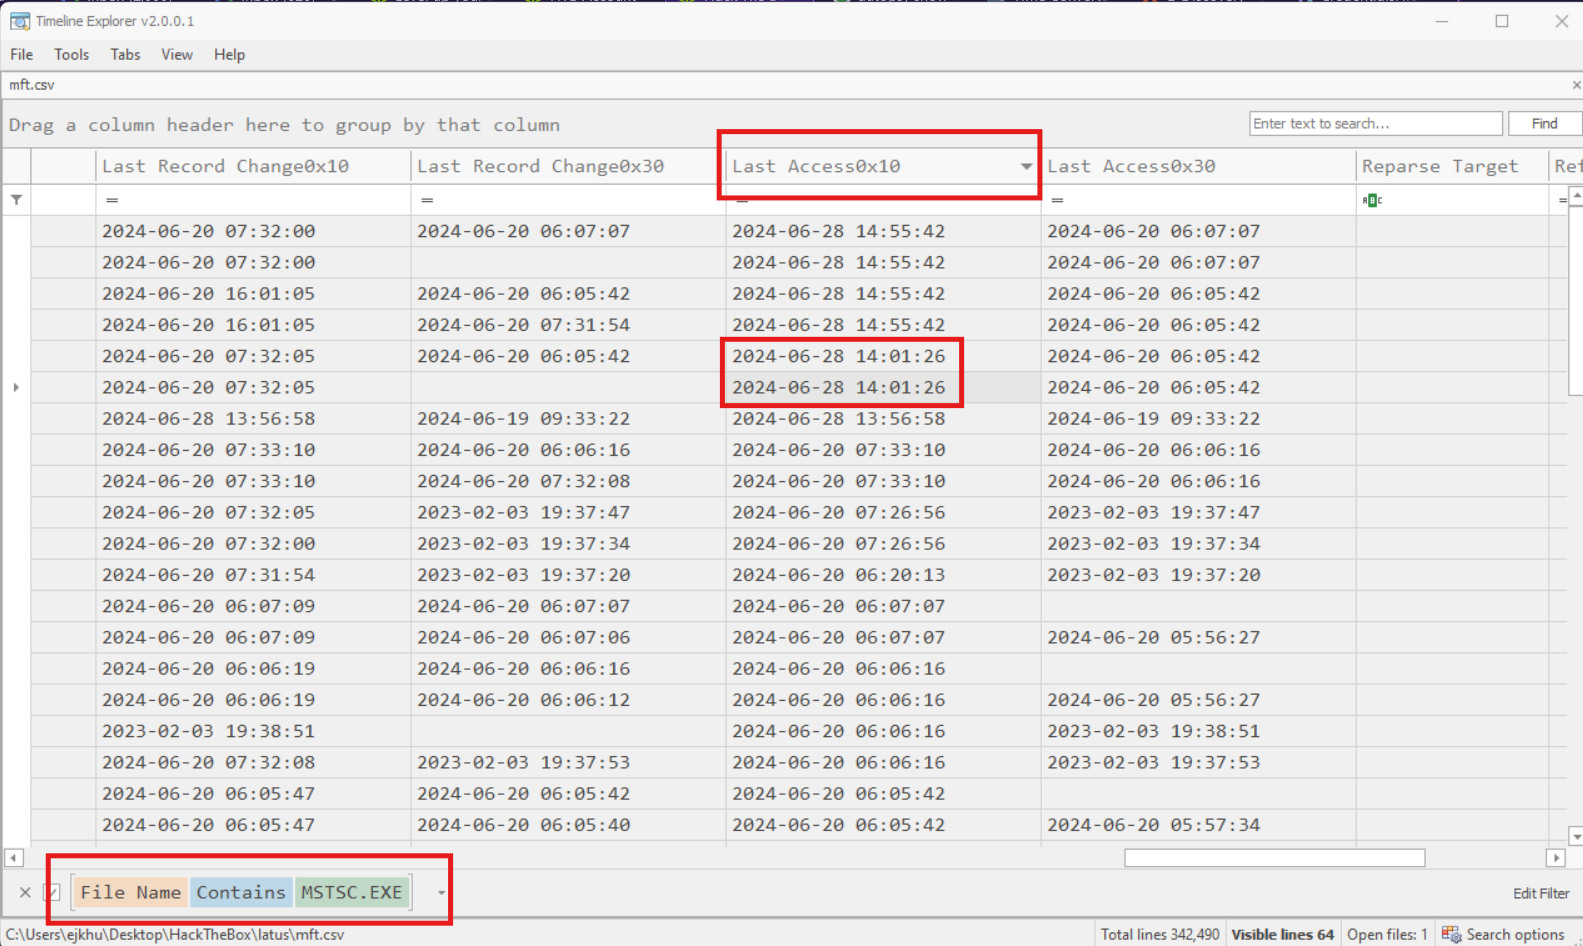 Timeline Explorer v2.0.0.1
File Tools Tabs View Help
mft.csv
Drag a column header here to group by that column
Enter text to search... Find
Last Record Change0x10 Last Record Change0x30 Last Access0x10 Last Access0x30 Reparse Target Ref
= = = = =
2024-06-20 07:32:00 2024-06-20 06:07:07 2024-06-28 14:55:42 2024-06-20 06:07:07
2024-06-20 07:32:00 2024-06-28 14:55:42 2024-06-20 06:07:07
2024-06-20 16:01:05 2024-06-20 06:05:42 2024-06-28 14:55:42 2024-06-20 06:05:42
2024-06-20 16:01:05 2024-06-20 07:31:54 2024-06-28 14:55:42 2024-06-20 06:05:42
2024-06-20 07:32:05 2024-06-20 06:05:42 2024-06-28 14:01:26 2024-06-20 06:05:42
2024-06-20 07:32:05 2024-06-28 14:01:26 2024-06-20 06:05:42
2024-06-28 13:56:58 2024-06-19 09:33:22 2024-06-28 13:56:58 2024-06-19 09:33:22
2024-06-20 07:33:10 2024-06-20 06:06:16 2024-06-20 07:33:10 2024-06-20 06:06:16
2024-06-20 07:33:10 2024-06-20 07:32:08 2024-06-20 07:33:10 2024-06-20 06:06:16
2024-06-20 07:32:05 2023-02-03 19:37:47 2024-06-20 07:26:56 2023-02-03 19:37:47
2024-06-20 07:32:00 2023-02-03 19:37:34 2024-06-20 07:26:56 2023-02-03 19:37:34
2024-06-20 07:31:54 2023-02-03 19:37:20 2024-06-20 06:20:13 2023-02-03 19:37:20
2024-06-20 06:07:09 2024-06-20 06:07:07 2024-06-20 06:07:07
2024-06-20 06:07:09 2024-06-20 06:07:06 2024-06-20 06:07:07 2024-06-20 05:56:27
2024-06-20 06:06:19 2024-06-20 06:06:16 2024-06-20 06:06:16
2024-06-20 06:06:19 2024-06-20 06:06:12 2024-06-20 06:06:16 2024-06-20 05:56:27
2023-02-03 19:38:51 2024-06-20 06:06:16 2023-02-03 19:38:51
2024-06-20 07:32:08 2023-02-03 19:37:53 2024-06-20 06:06:16 2023-02-03 19:37:53
2024-06-20 06:05:47 2024-06-20 06:05:42 2024-06-20 06:05:42
2024-06-20 06:05:47 2024-06-20 06:05:40 2024-06-20 06:05:42 2024-06-20 05:57:34
File Name Contains MSTSC.EXE Edit Filter
C:\Users\ejkhu\Desktop\HackTheBox\latus\mft.csv Total lines 342,490 Visible lines 64 Open files: 1 Search options